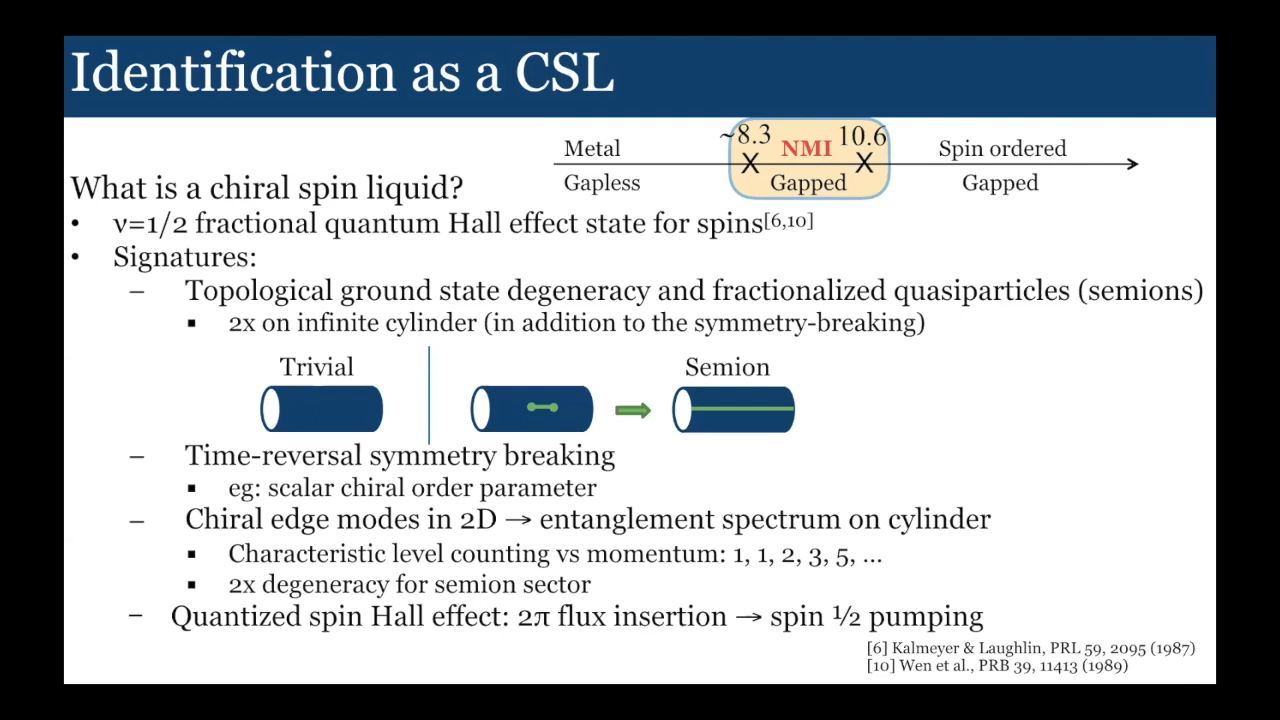 Identification as a CSL
~8.3 10.6
Metal NMI Spin ordered
Gapless Gapped Gapped
What is a chiral spin liquid?
• ν=1/2 fractional quantum Hall effect state for spins[6,10]
• Signatures:
– Topological ground state degeneracy and fractionalized quasiparticles (semions)
▪ 2x on infinite cylinder (in addition to the symmetry-breaking)
Trivial Semion
– Time-reversal symmetry breaking
▪ eg: scalar chiral order parameter
– Chiral edge modes in 2D → entanglement spectrum on cylinder
▪ Characteristic level counting vs momentum: 1, 1, 2, 3, 5, ...
▪ 2x degeneracy for semion sector
– Quantized spin Hall effect: 2π flux insertion → spin ½ pumping
[6] Kalmeyer & Laughlin, PRL 59, 2095 (1987)
[10] Wen et al., PRB 39, 11413 (1989)